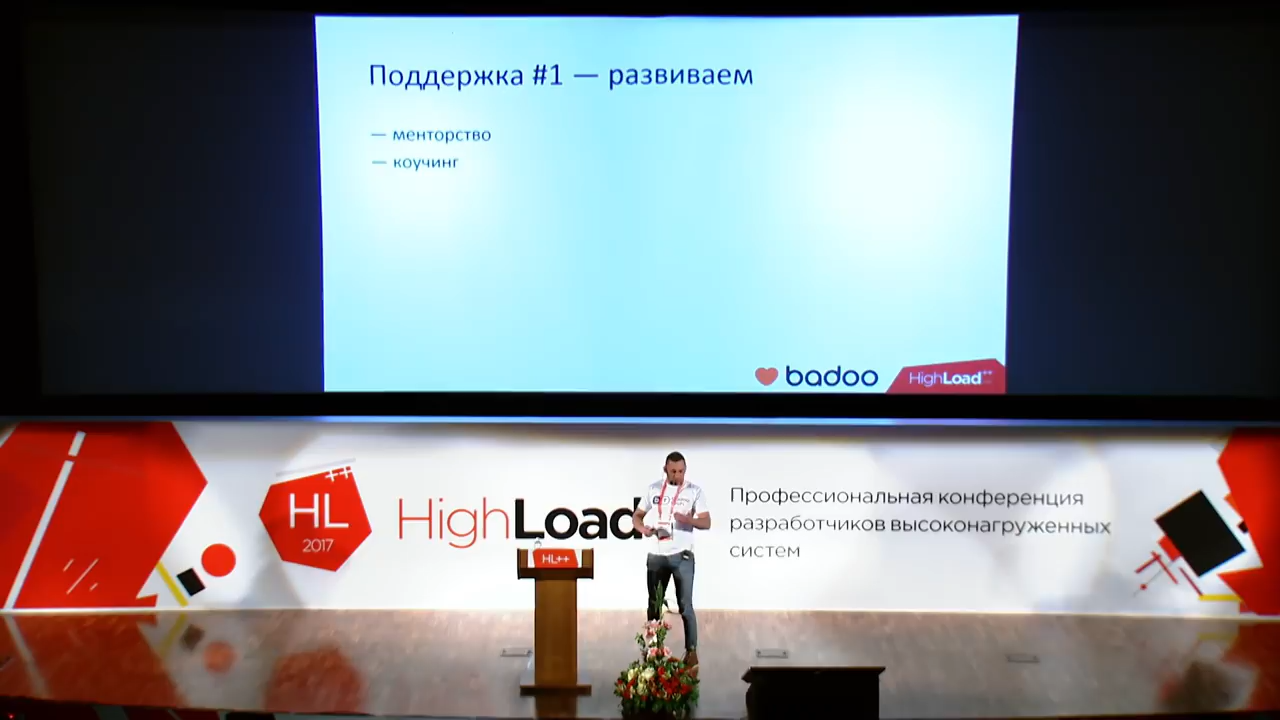 Поддержка #1 — развиваем
— менторство
— коучинг
badoo
HighLoad++
HL++
2017
HighLoad
Профессиональная конференция
разработчиков высоконагруженных
систем
HL++